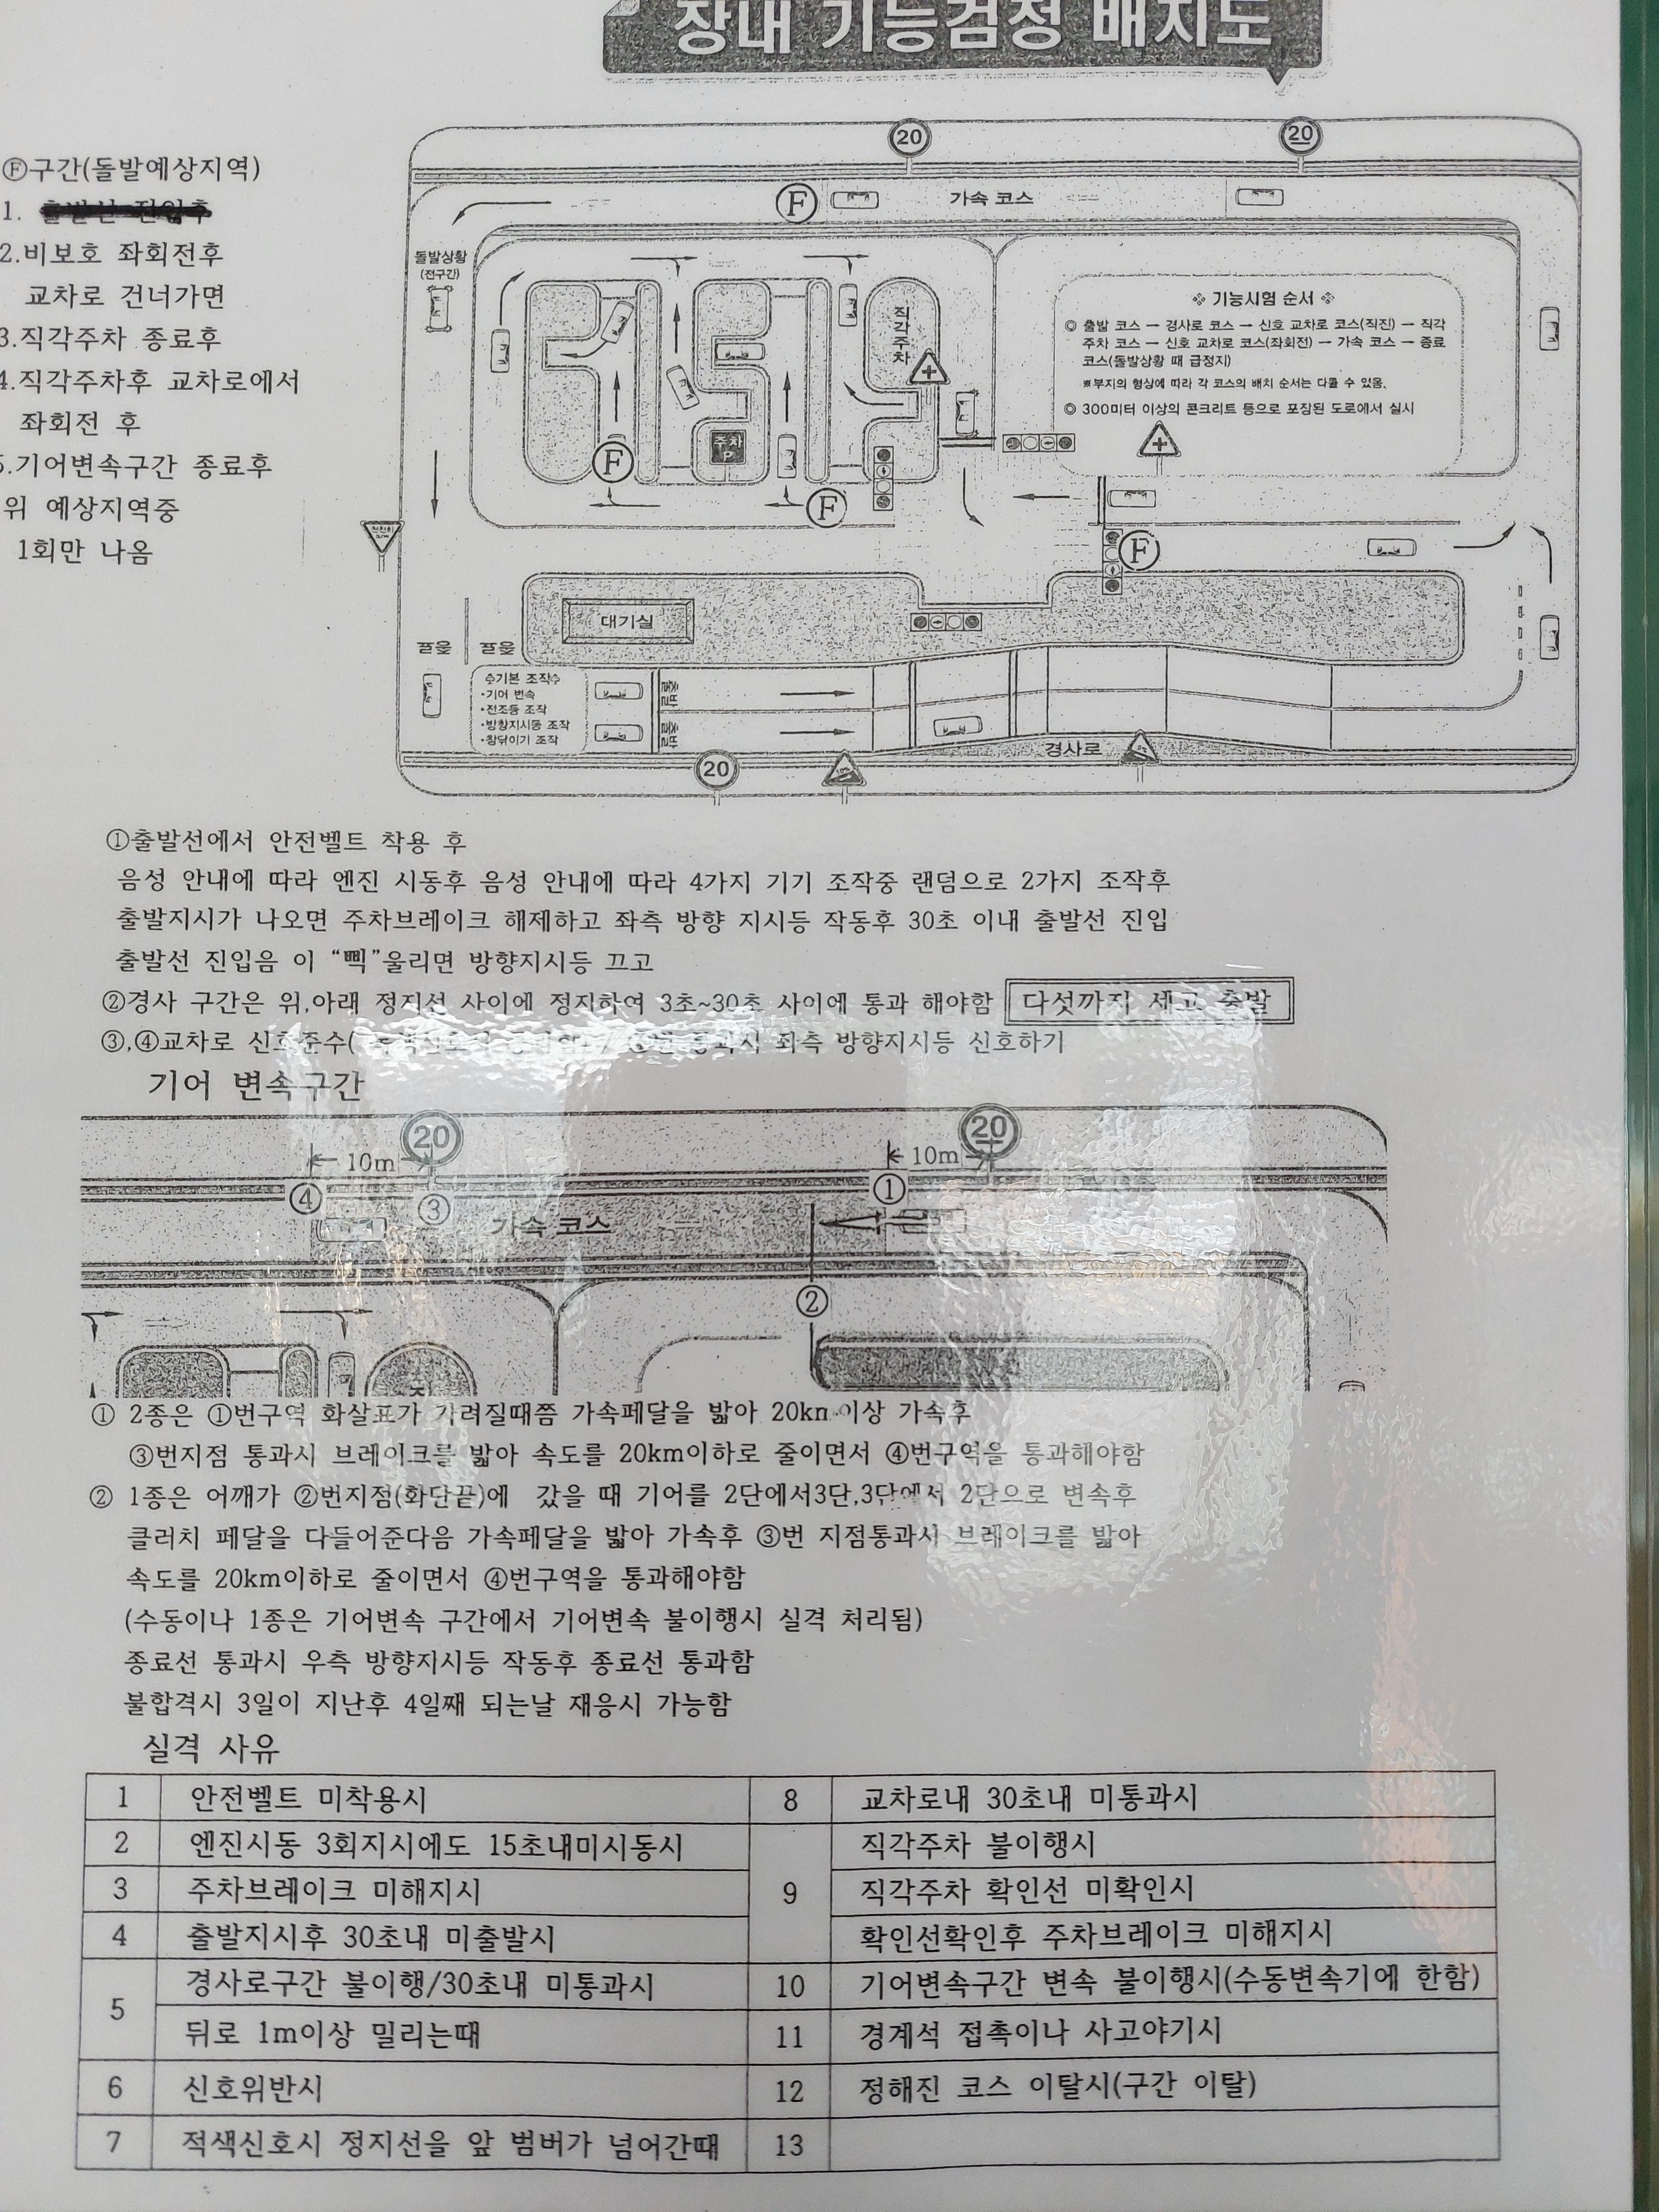 장내 기능검정 배치도
Ⓕ구간(돌발예상지역)
1.
2.비보호 좌회전후
교차로 건너가면
3.직각주차 종료후
4.직각주차후 교차로에서
좌회전 후
5.기어변속구간 종료후
위 예상지역중
1회만 나옴
20
20
Ⓕ
가속 코스
돌발상황
(전구간)
직각주차
❖ 기능시험 순서 ❖
◎ 출발 코스 → 경사로 코스 → 신호 교차로 코스(직진) → 직각
주차 코스 → 신호 교차로 코스(좌회전) → 가속 코스 → 종료
코스(돌발상황 때 급정지)
※부지의 형상에 따라 각 코스의 배치 순서는 다를 수 있음.
◎ 300미터 이상의 콘크리트 등으로 포장된 도로에서 실시
주차
P
Ⓕ
Ⓕ
Ⓕ
대기실
종료
종료
기본 조작
•기어 변속
•전조등 조작
•방향지시등 조작
•창닦이기 조작
출발
출발
경사로
20
①출발선에서 안전벨트 착용 후
음성 안내에 따라 엔진 시동후 음성 안내에 따라 4가지 기기 조작중 랜덤으로 2가지 조작후
출발지시가 나오면 주차브레이크 해제하고 좌측 방향 지시등 작동후 30초 이내 출발선 진입
출발선 진입음 이 “삑”울리면 방향지시등 끄고
②경사 구간은 위,아래 정지선 사이에 정지하여 3초~30초 사이에 통과 해야함 다섯까지 세고 출발
③,④교차로 신호준수( 통과시 좌측 방향지시등 신호하기
기어 변속구간
20
20
10m
10m
④
③
①
가속 코스
②
① 2종은 ①번구역 화살표가 가려질때쯤 가속페달을 밟아 20km이상 가속후
③번지점 통과시 브레이크를 밟아 속도를 20km이하로 줄이면서 ④번구역을 통과해야함
② 1종은 어깨가 ②번지점(화단끝)에 갔을 때 기어를 2단에서3단,3단에서 2단으로 변속후
클러치 페달을 다들어준다음 가속페달을 밟아 가속후 ③번 지점통과시 브레이크를 밟아
속도를 20km이하로 줄이면서 ④번구역을 통과해야함
(수동이나 1종은 기어변속 구간에서 기어변속 불이행시 실격 처리됨)
종료선 통과시 우측 방향지시등 작동후 종료선 통과함
불합격시 3일이 지난후 4일째 되는날 재응시 가능함
실격 사유
1 안전벨트 미착용시
2 엔진시동 3회지시에도 15초내미시동시
3 주차브레이크 미해지시
4 출발지시후 30초내 미출발시
5 경사로구간 불이행/30초내 미통과시
뒤로 1m이상 밀리는때
6 신호위반시
7 적색신호시 정지선을 앞 범버가 넘어간때
8 교차로내 30초내 미통과시
9 직각주차 불이행시
직각주차 확인선 미확인시
확인선확인후 주차브레이크 미해지시
10 기어변속구간 변속 불이행시(수동변속기에 한함)
11 경계석 접촉이나 사고야기시
12 정해진 코스 이탈시(구간 이탈)
13